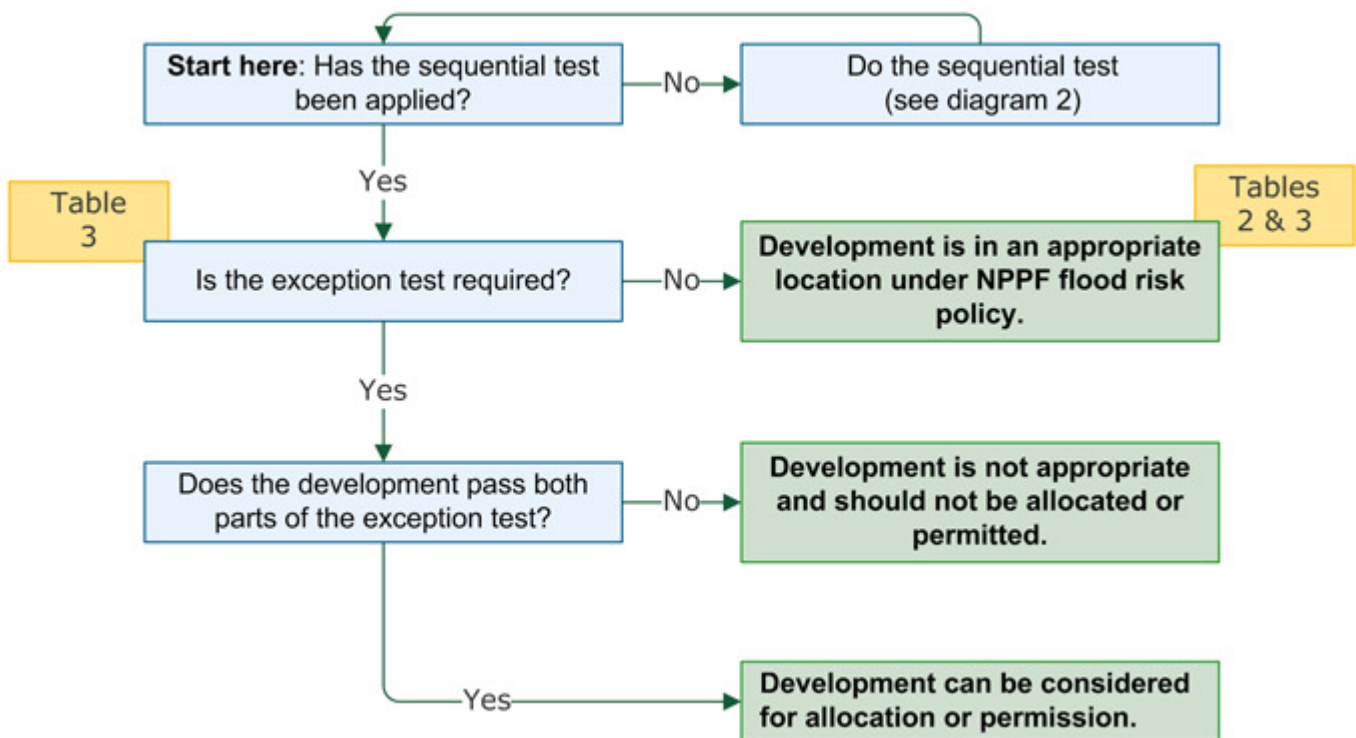 Start here: Has the sequential test
been applied?
No
Do the sequential test
(see diagram 2)
Yes
Table
3
Tables
2 & 3
Is the exception test required?
No
Development is in an appropriate
location under NPPF flood risk
policy.
Yes
Does the development pass both
parts of the exception test?
No
Development is not appropriate
and should not be allocated or
permitted.
Yes
Development can be considered
for allocation or permission.